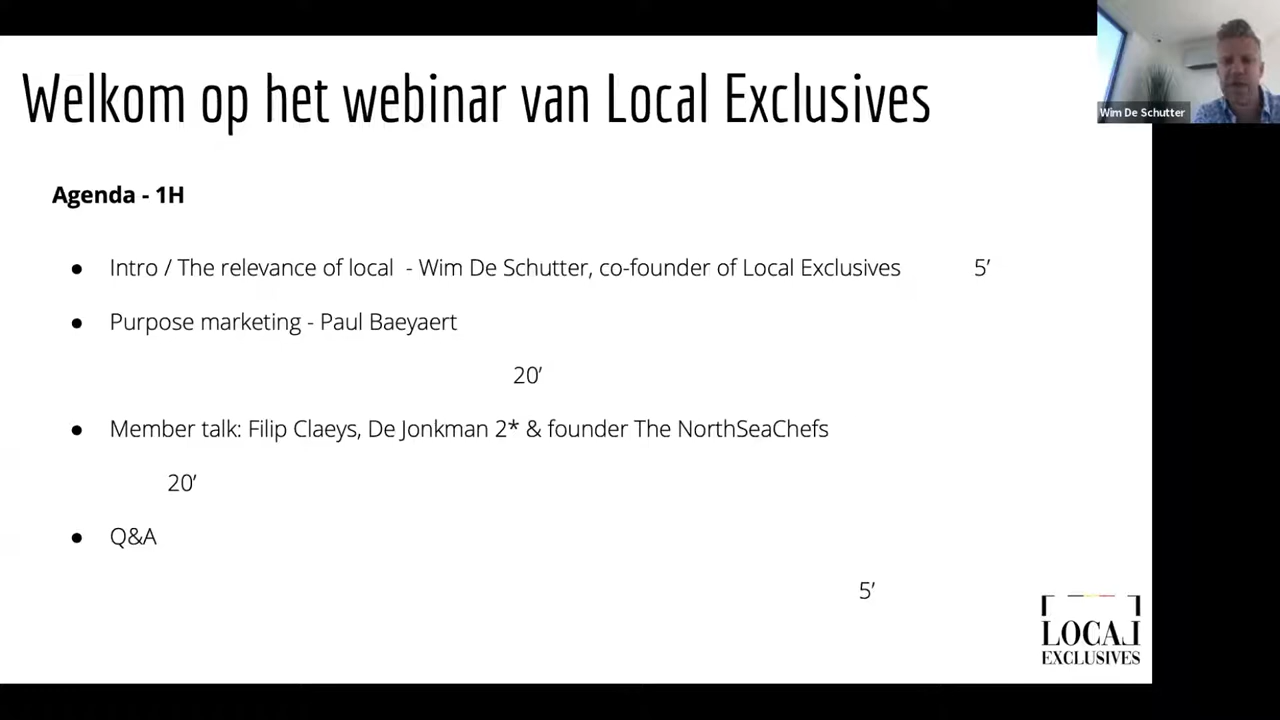 Welkom op het webinar van Local Exclusives
Wim De Schutter
Agenda - 1H
● Intro / The relevance of local - Wim De Schutter, co-founder of Local Exclusives 5’
● Purpose marketing - Paul Baeyaert
20’
● Member talk: Filip Claeys, De Jonkman 2* & founder The NorthSeaChefs
20’
● Q&A
5’
LOCAL
EXCLUSIVES